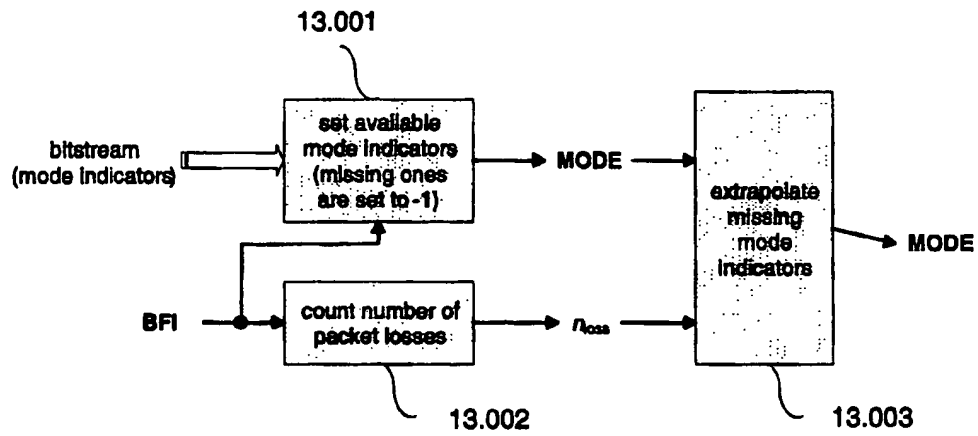 13.001
set available
mode indicators
(missing ones
are set to -1)
bitstream
(mode indicators)
MODE
extrapolate
missing
mode
indicators
MODE
BFI
count number of
packet losses
nloss
13.002
13.003